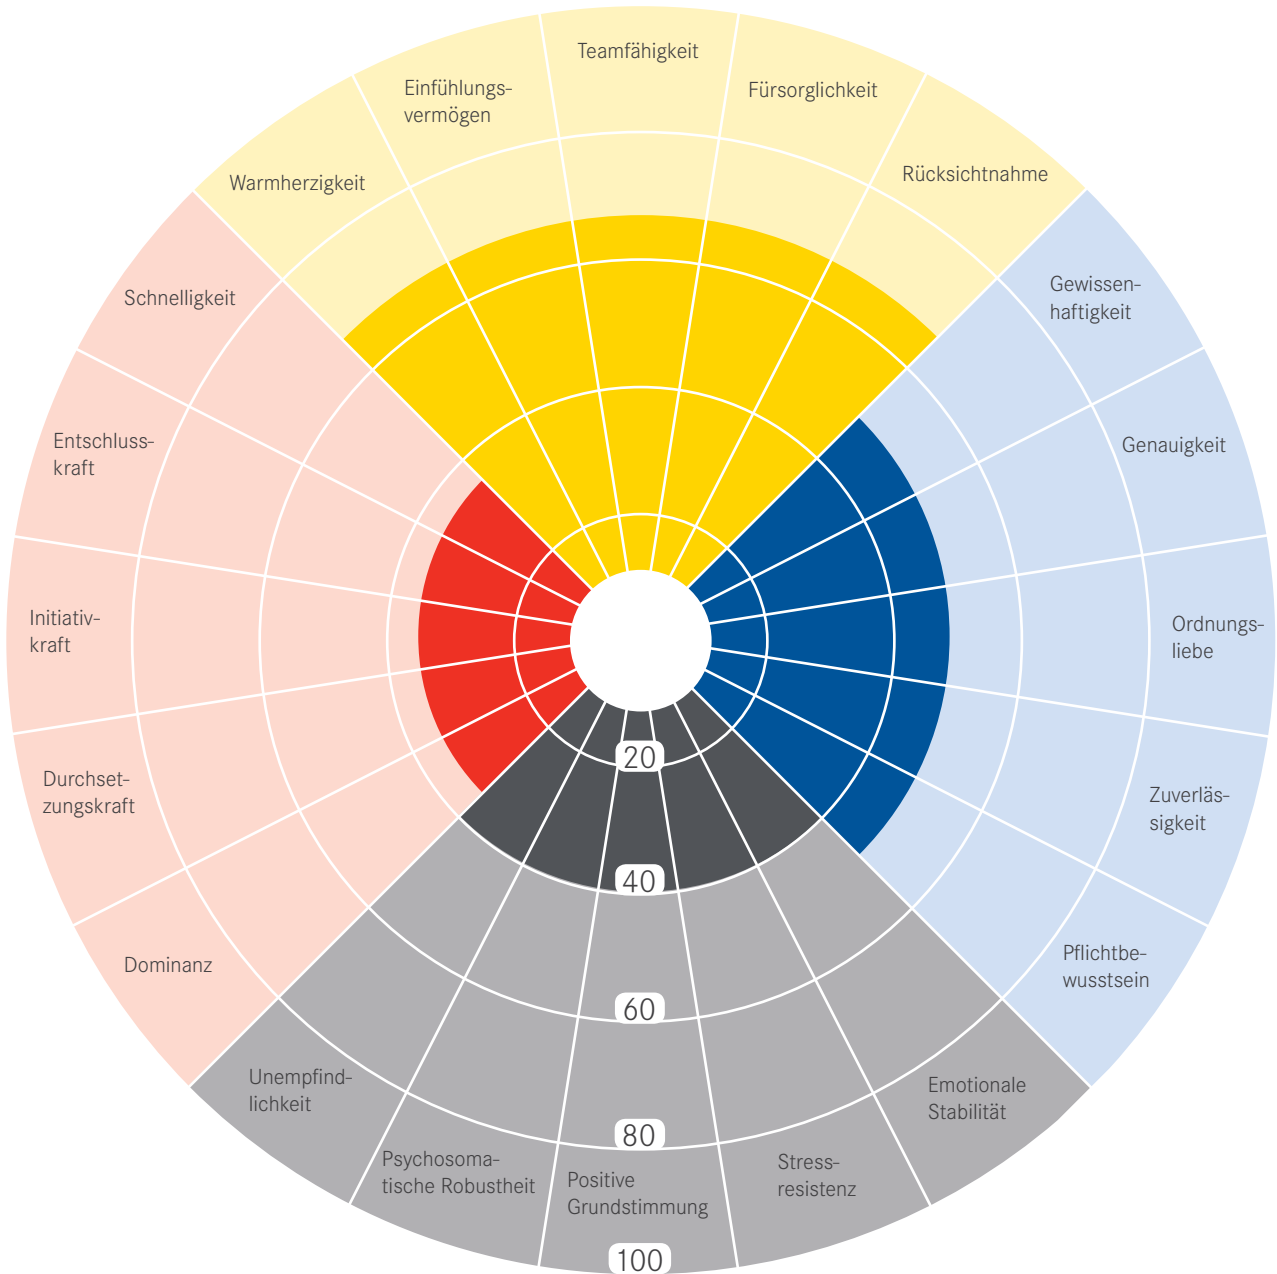 Teamfähigkeit
Einfühlungs-
vermögen
Fürsorglichkeit
Warmherzigkeit
Rücksichtnahme
Schnelligkeit
Gewissen-
haftigkeit
Entschluss-
kraft
Genauigkeit
Initiativ-
kraft
Ordnungs-
liebe
Durchset-
zungskraft
Zuverläs-
sigkeit
Dominanz
Pflichtbe-
wusstsein
Unempfind-
lichkeit
Psychosoma-
tische Robustheit
Positive
Grundstimmung
Stress-
resistenz
Emotionale
Stabilität
20
40
60
80
100